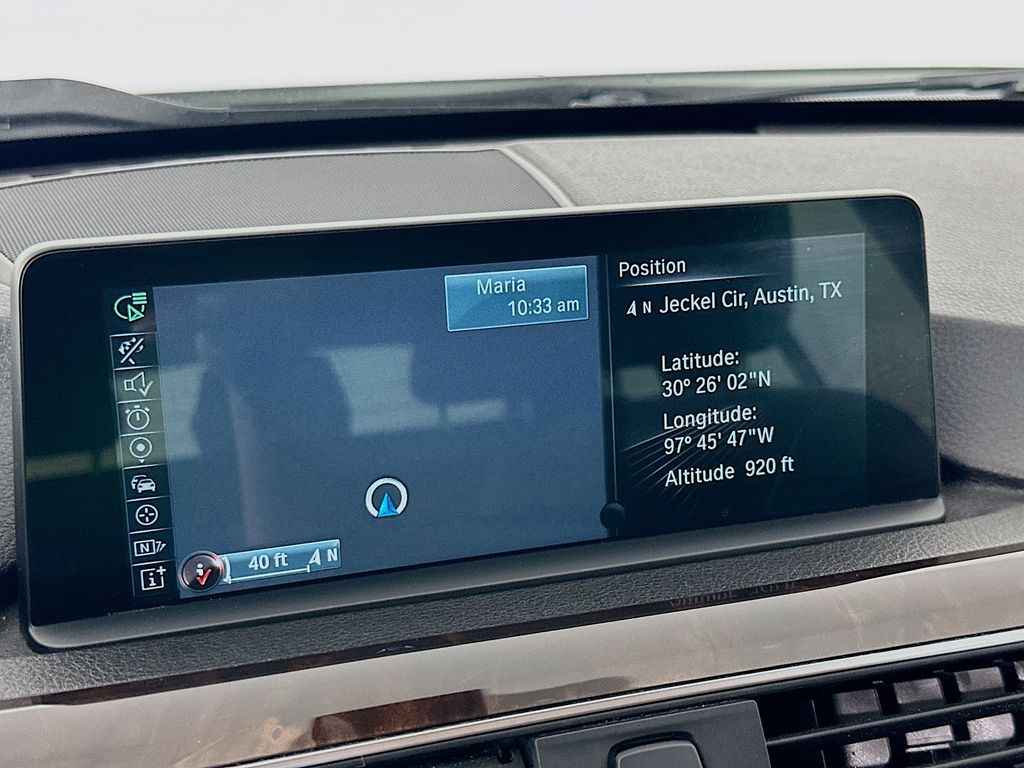 Maria
10:33 am
Position
N Jeckel Cir, Austin, TX
Latitude:
30° 26' 02"N
Longitude:
97° 45' 47"W
Altitude 920 ft
N
i
40 ft N